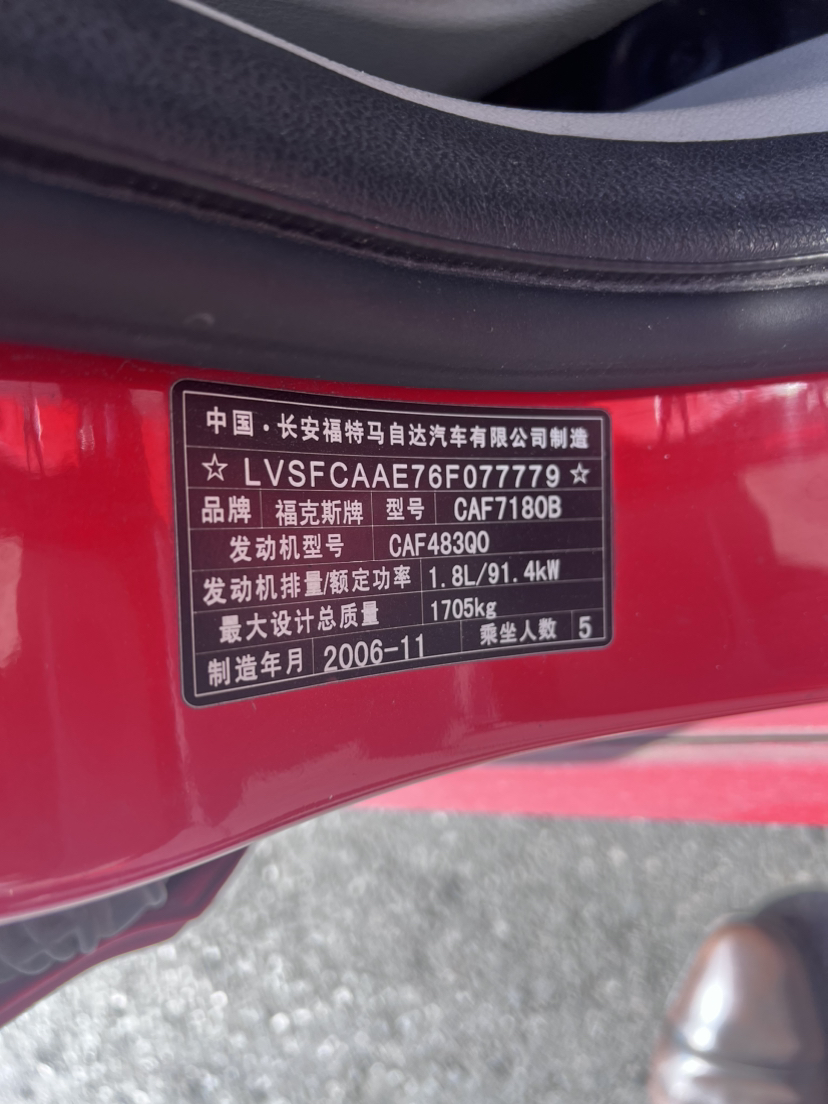 中国·长安福特马自达汽车有限公司制造
☆ LVSFCAAE76F077779 ☆
品牌 福克斯牌 型号 CAF7180B
发动机型号 CAF483Q0
发动机排量/额定功率 1.8L/91.4kW
最大设计总质量 1705kg
制造年月 2006-11 乘坐人数 5